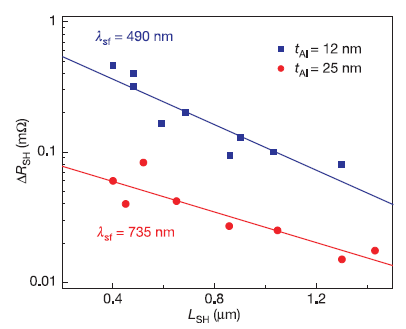 1
λsf = 490 nm
tAl = 12 nm
tAl = 25 nm
0.1
ΔRSH (mΩ)
λsf = 735 nm
0.01
0.4 0.8 1.2
LSH (μm)